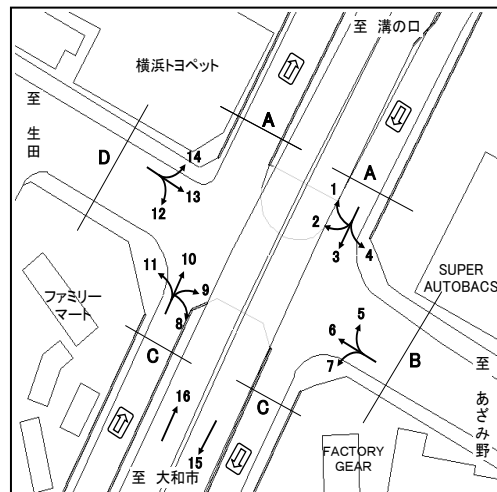 至 溝の口
横浜トヨペット
至 生田
A
D
14
13
12
1
2
3
4
A
SUPER
AUTOBACS
11
10
9
8
ファミリー
マート
5
6
7
B
C
C
至 あざみ野
16
15
FACTORY
GEAR
至 大和市